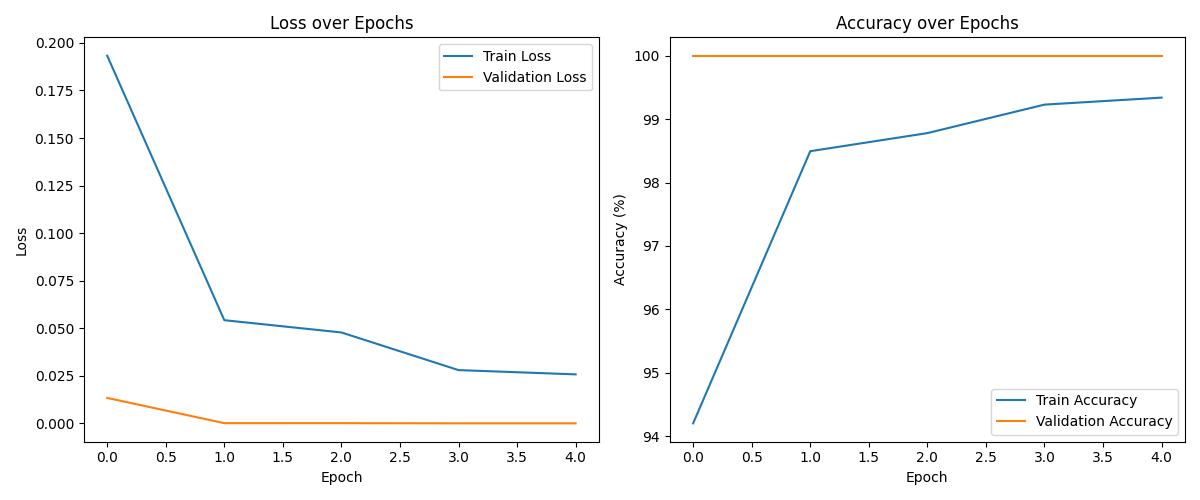 Loss over Epochs
Loss
0.200
0.175
0.150
0.125
0.100
0.075
0.050
0.025
0.000
Train Loss
Validation Loss
0.0 0.5 1.0 1.5 2.0 2.5 3.0 3.5 4.0
Epoch
Accuracy over Epochs
Accuracy (%)
100
99
98
97
96
95
94
Train Accuracy
Validation Accuracy
0.0 0.5 1.0 1.5 2.0 2.5 3.0 3.5 4.0
Epoch